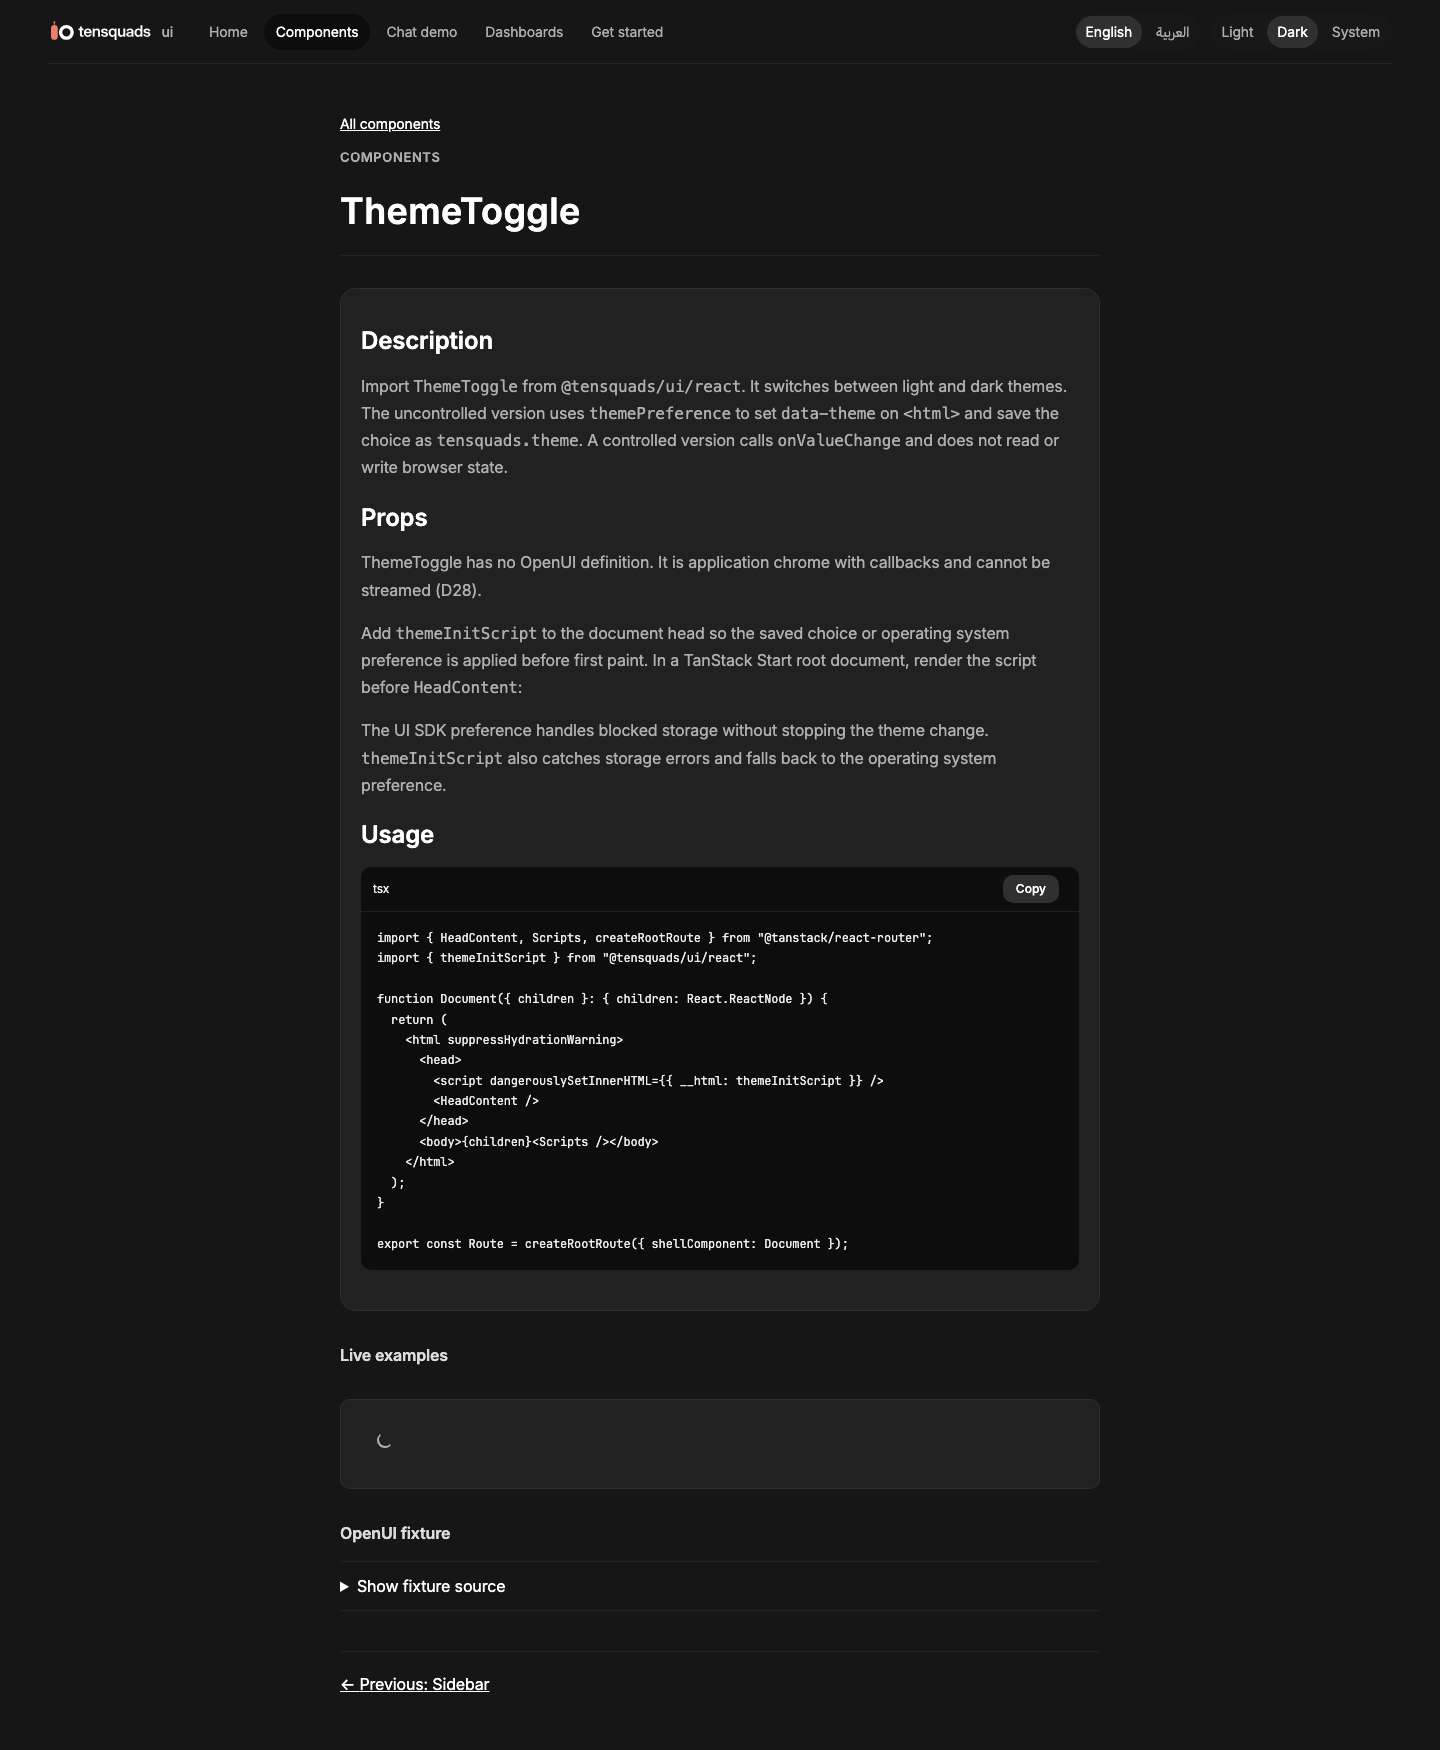 tensquads ui Home Components Chat demo Dashboards Get started English العربية Light Dark System
All components
COMPONENTS
ThemeToggle
Description
Import ThemeToggle from @tensquads/ui/react. It switches between light and dark themes.
The uncontrolled version uses themePreference to set data-theme on <html> and save the
choice as tensquads.theme. A controlled version calls onValueChange and does not read or
write browser state.
Props
ThemeToggle has no OpenUI definition. It is application chrome with callbacks and cannot be
streamed (D28).
Add themeInitScript to the document head so the saved choice or operating system
preference is applied before first paint. In a TanStack Start root document, render the script
before HeadContent:
The UI SDK preference handles blocked storage without stopping the theme change.
themeInitScript also catches storage errors and falls back to the operating system
preference.
Usage
tsx Copy
import { HeadContent, Scripts, createRootRoute } from "@tanstack/react-router";
import { themeInitScript } from "@tensquads/ui/react";
function Document({ children }: { children: React.ReactNode }) {
  return (
    <html suppressHydrationWarning>
      <head>
        <script dangerouslySetInnerHTML={{ __html: themeInitScript }} />
        <HeadContent />
      </head>
      <body>{children}<Scripts /></body>
    </html>
  );
}
export const Route = createRootRoute({ shellComponent: Document });
Live examples
OpenUI fixture
▶ Show fixture source
← Previous: Sidebar